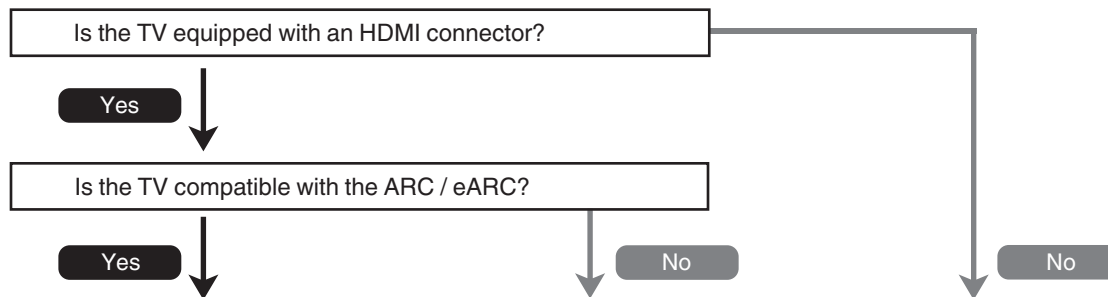 Is the TV equipped with an HDMI connector?
Yes
Is the TV compatible with the ARC / eARC?
Yes
No
No